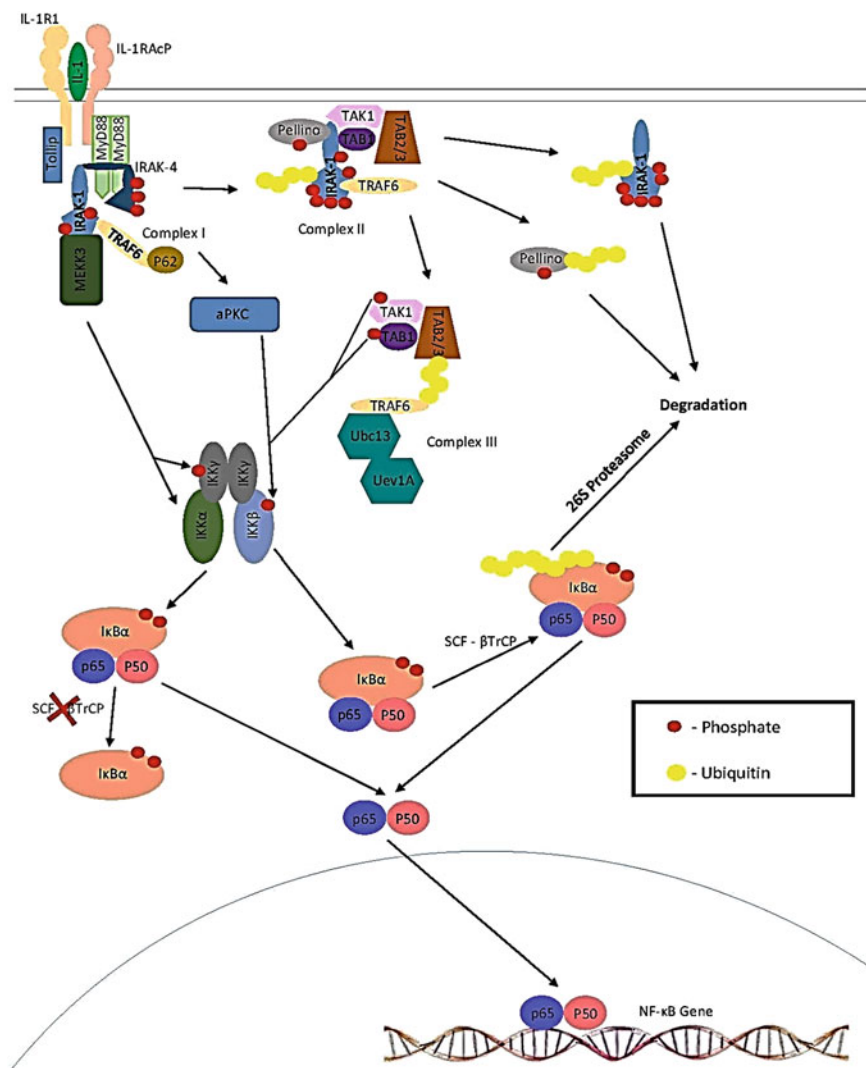 IL-1R1
IL-1RAcP
IL-1
Tollip
MyD88
MyD88
IRAK-4
IRAK-1
TRAF6
P62
Complex I
MEKK3
aPKC
Pellino
TAK1
TAB1
TAB2/3
IRAK-1
TRAF6
Complex II
IRAK-1
Pellino
TAK1
TAB1
TAB2/3
TRAF6
Ubc13
Uev1A
Complex III
Degradation
26S Proteasome
IKKγ
IKKγ
IKKα
IKKβ
IκBα
p65
P50
SCF - βTrCP
IκBα
IκBα
p65
P50
SCF - βTrCP
IκBα
p65
P50
- Phosphate
- Ubiquitin
p65
P50
p65
P50
NF-κB Gene